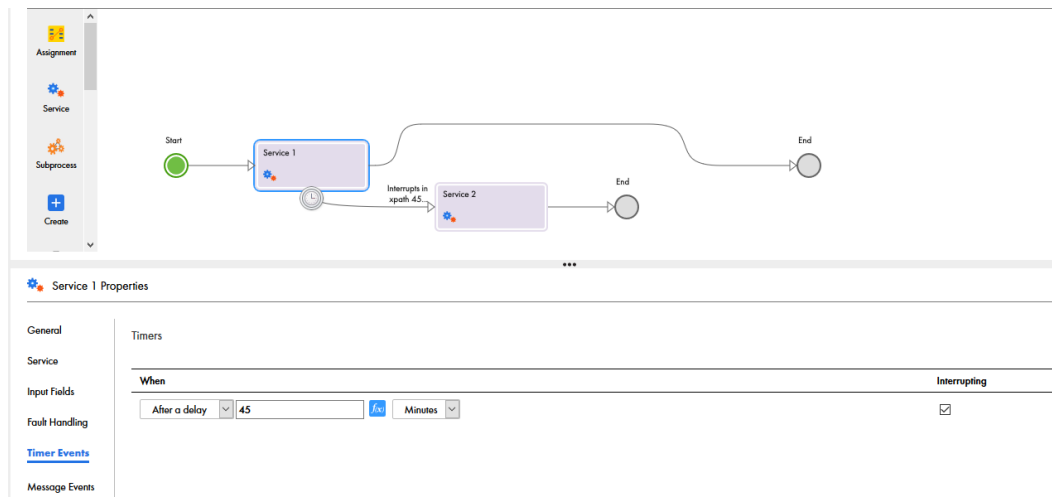 Assignment
Service
Subprocess
Create
Start
Service 1
Interrupts in
xpath 45...
Service 2
End
End
Service 1 Properties
General
Service
Input Fields
Fault Handling
Timer Events
Message Events
Timers
When
Interrupting
After a delay
45
f(x)
Minutes